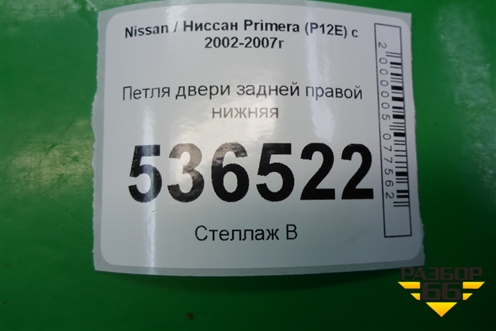 Nissan / Ниссан Primera (P12E) с
2002-2007г
Петля двери задней правой
нижняя
536522
Стеллаж В
2000005077562
РАЗБОР
66